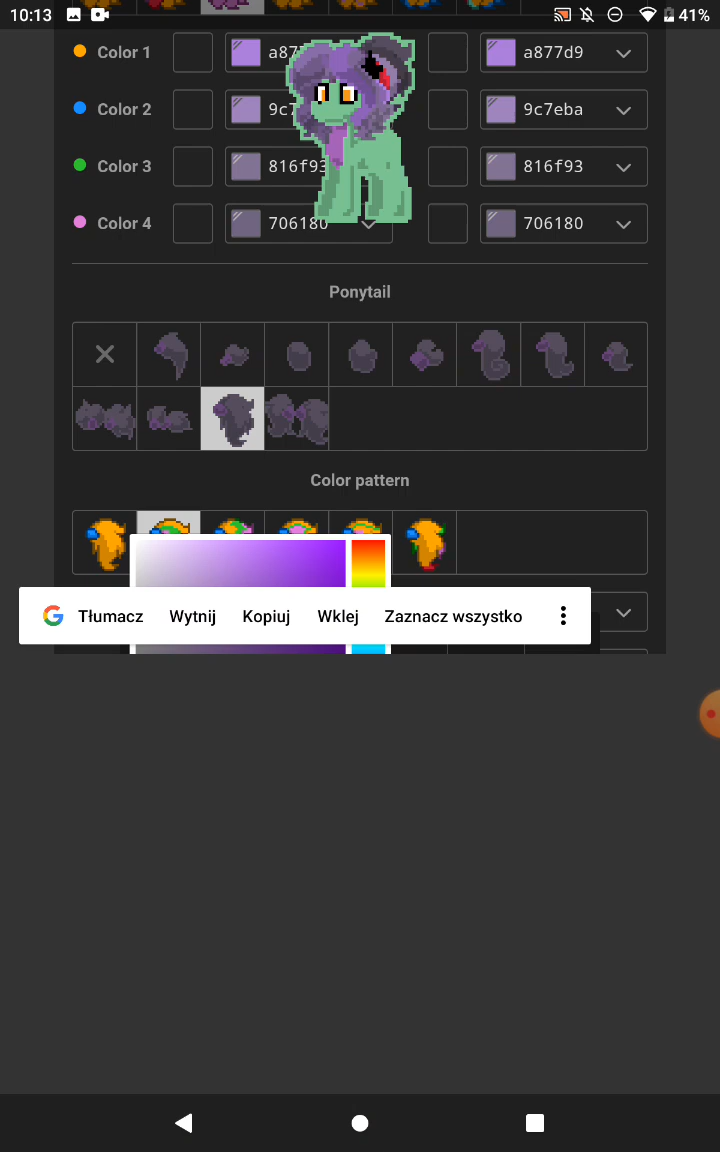 10:13 41%
Color 1 a87 a877d9
Color 2 9c7 9c7eba
Color 3 816f93 816f93
Color 4 706180 706180
Ponytail
Color pattern
Tłumacz Wytnij Kopiuj Wklej Zaznacz wszystko